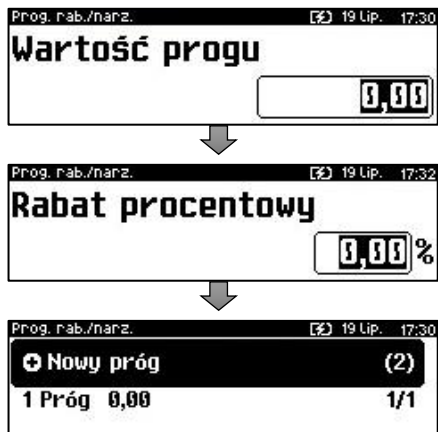 Prog. rab./narz. 19 lip. 17:30
Wartość progu
0,00
Prog. rab./narz. 19 lip. 17:32
Rabat procentowy
0,00 %
Prog. rab./narz. 19 lip. 17:30
Nowy próg (2)
1 Próg 0,00 1/1